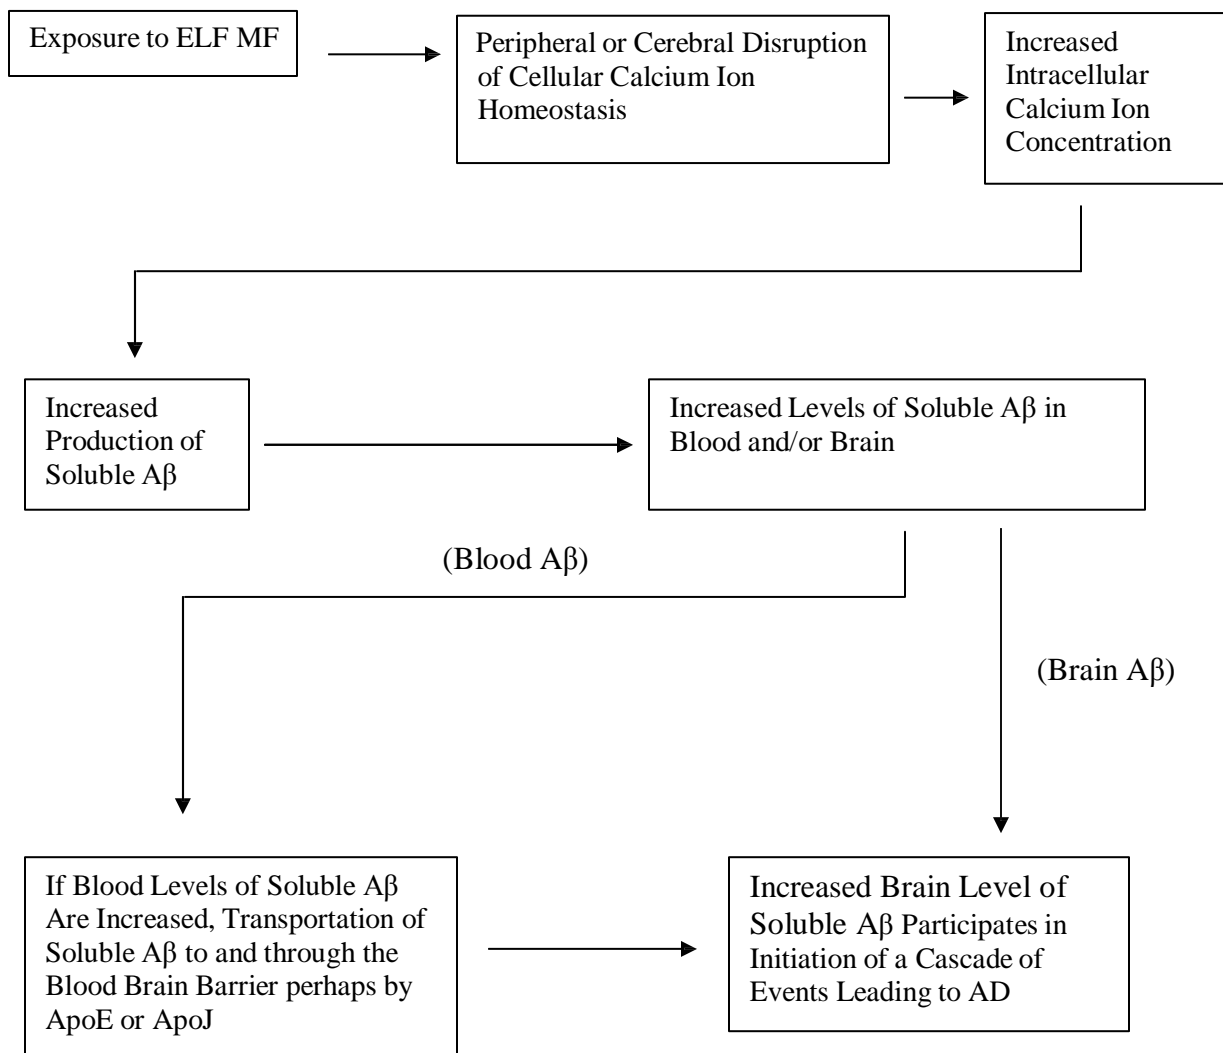 Exposure to ELF MF
Peripheral or Cerebral Disruption
of Cellular Calcium Ion
Homeostasis
Increased
Intracellular
Calcium Ion
Concentration
Increased
Production of
Soluble Aβ
Increased Levels of Soluble Aβ in
Blood and/or Brain
(Blood Aβ)
(Brain Aβ)
If Blood Levels of Soluble Aβ
Are Increased, Transportation of
Soluble Aβ to and through the
Blood Brain Barrier perhaps by
ApoE or ApoJ
Increased Brain Level of
Soluble Aβ Participates in
Initiation of a Cascade of
Events Leading to AD